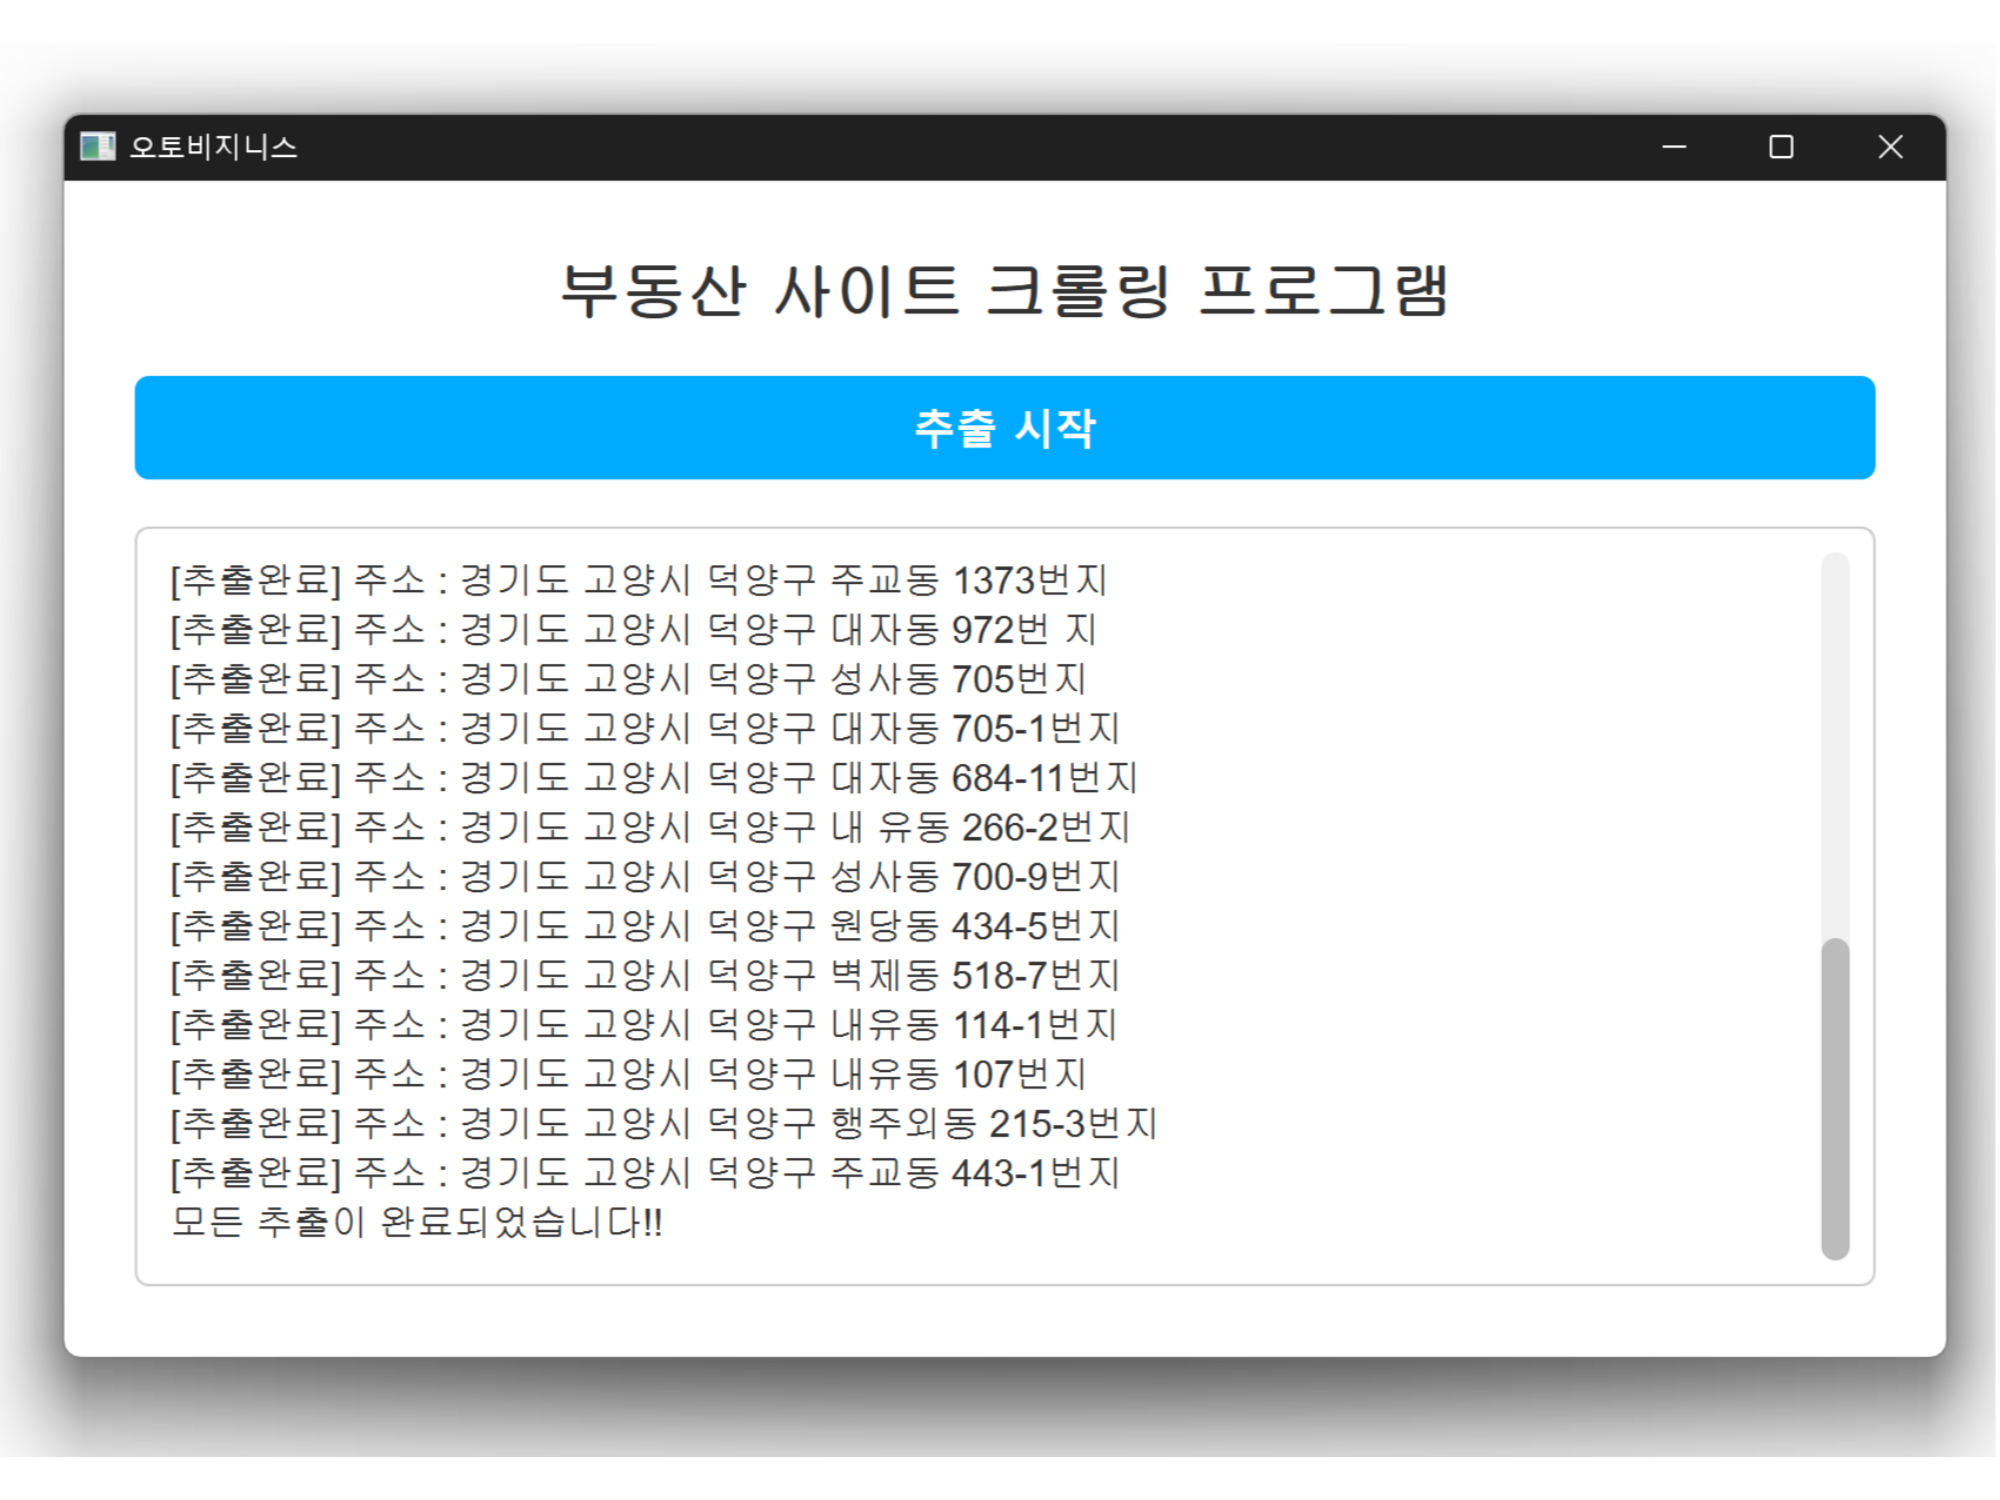 오토비지니스
부동산 사이트 크롤링 프로그램
추출 시작
[추출완료] 주소 : 경기도 고양시 덕양구 주교동 1373번지
[추출완료] 주소 : 경기도 고양시 덕양구 대자동 972번 지
[추출완료] 주소 : 경기도 고양시 덕양구 성사동 705번지
[추출완료] 주소 : 경기도 고양시 덕양구 대자동 705-1번지
[추출완료] 주소 : 경기도 고양시 덕양구 대자동 684-11번지
[추출완료] 주소 : 경기도 고양시 덕양구 내 유동 266-2번지
[추출완료] 주소 : 경기도 고양시 덕양구 성사동 700-9번지
[추출완료] 주소 : 경기도 고양시 덕양구 원당동 434-5번지
[추출완료] 주소 : 경기도 고양시 덕양구 벽제동 518-7번지
[추출완료] 주소 : 경기도 고양시 덕양구 내유동 114-1번지
[추출완료] 주소 : 경기도 고양시 덕양구 내유동 107번지
[추출완료] 주소 : 경기도 고양시 덕양구 행주외동 215-3번지
[추출완료] 주소 : 경기도 고양시 덕양구 주교동 443-1번지
모든 추출이 완료되었습니다!!